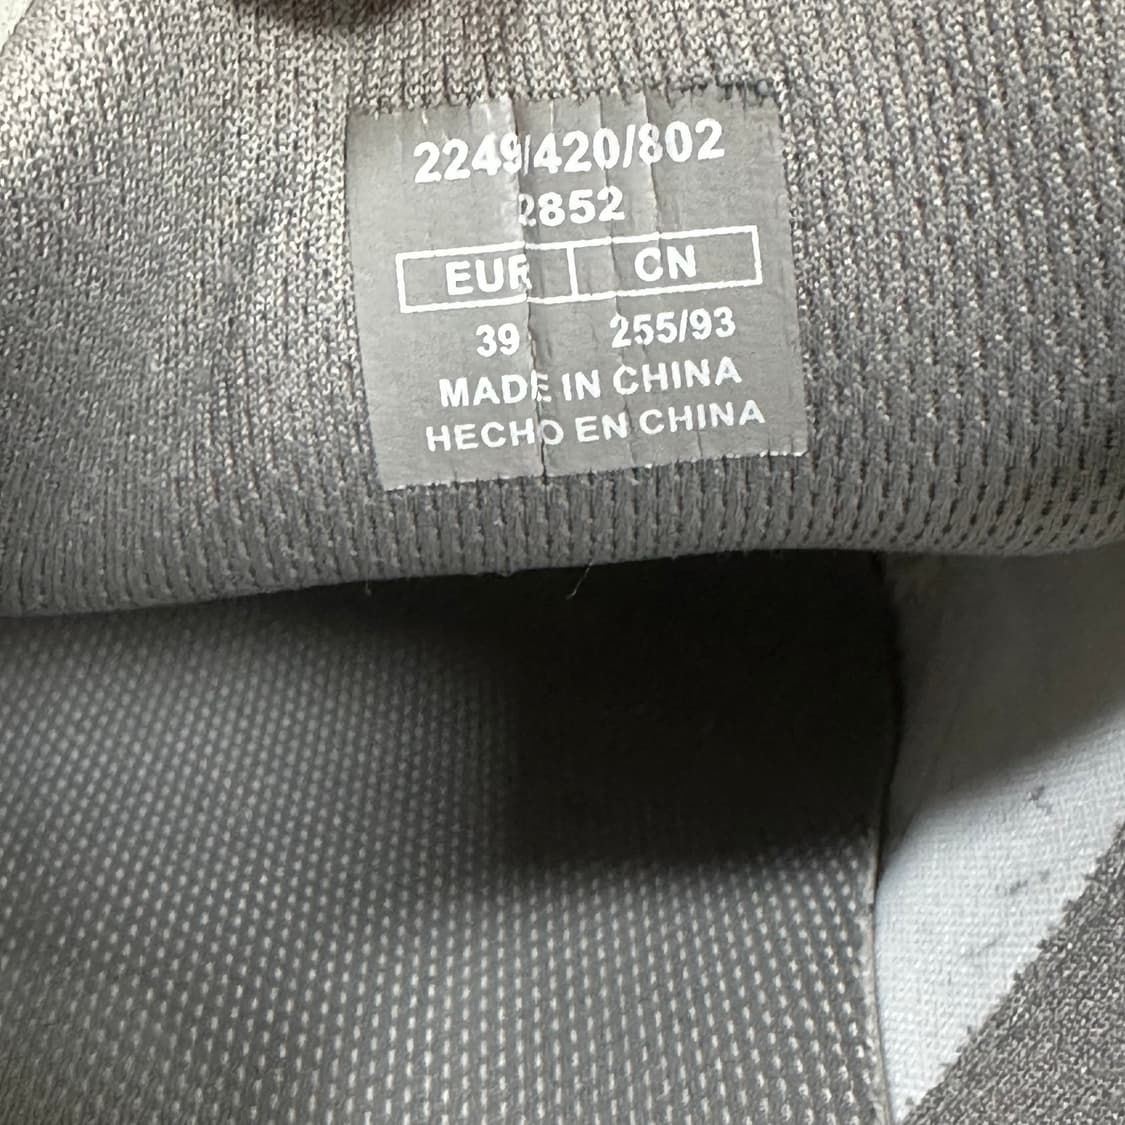 2249/420/802
2852
EUR CN
39 255/93
MADE IN CHINA
HECHO EN CHINA